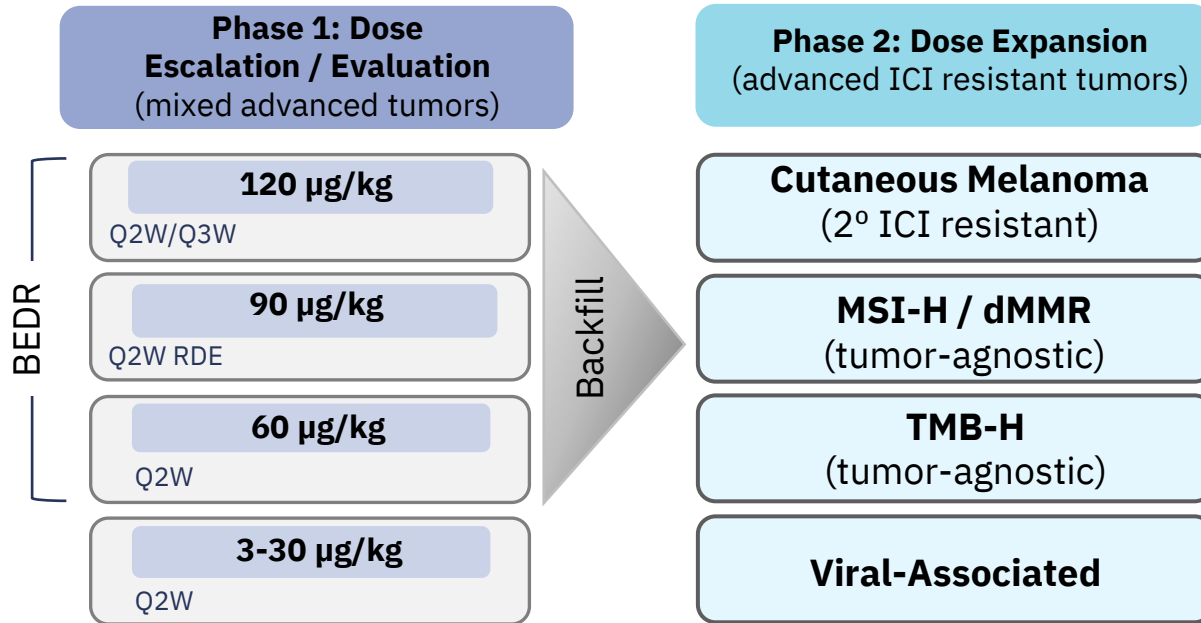 Phase 1: Dose
Escalation / Evaluation
(mixed advanced tumors)
Phase 2: Dose Expansion
(advanced ICI resistant tumors)
BEDR
120 µg/kg
Q2W/Q3W
90 µg/kg
Q2W RDE
60 µg/kg
Q2W
3-30 µg/kg
Q2W
Backfill
Cutaneous Melanoma
(2º ICI resistant)
MSI-H / dMMR
(tumor-agnostic)
TMB-H
(tumor-agnostic)
Viral-Associated